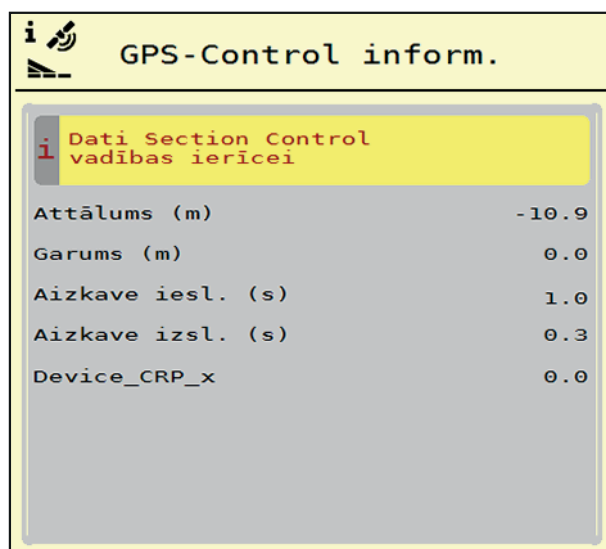 i
GPS-Control inform.
i
Dati Section Control
vadības ierīcei
Attālums (m) -10.9
Garums (m) 0.0
Aizkave iesl. (s) 1.0
Aizkave izsl. (s) 0.3
Device_CRP_x 0.0